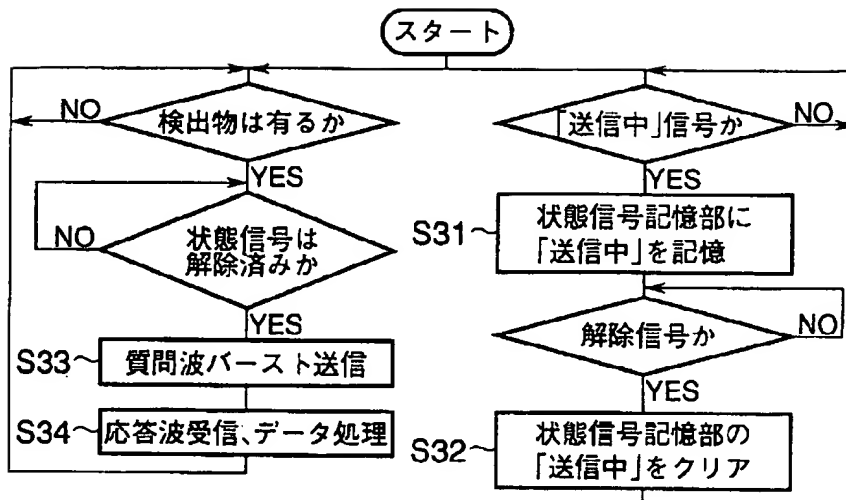 スタート
NO
検出物は有るか
YES
NO
状態信号は
解除済みか
YES
S33
質問波バースト送信
S34
応答波受信、データ処理
「送信中」信号か
NO
YES
S31
状態信号記憶部に
「送信中」を記憶
解除信号か
NO
YES
S32
状態信号記憶部の
「送信中」をクリア